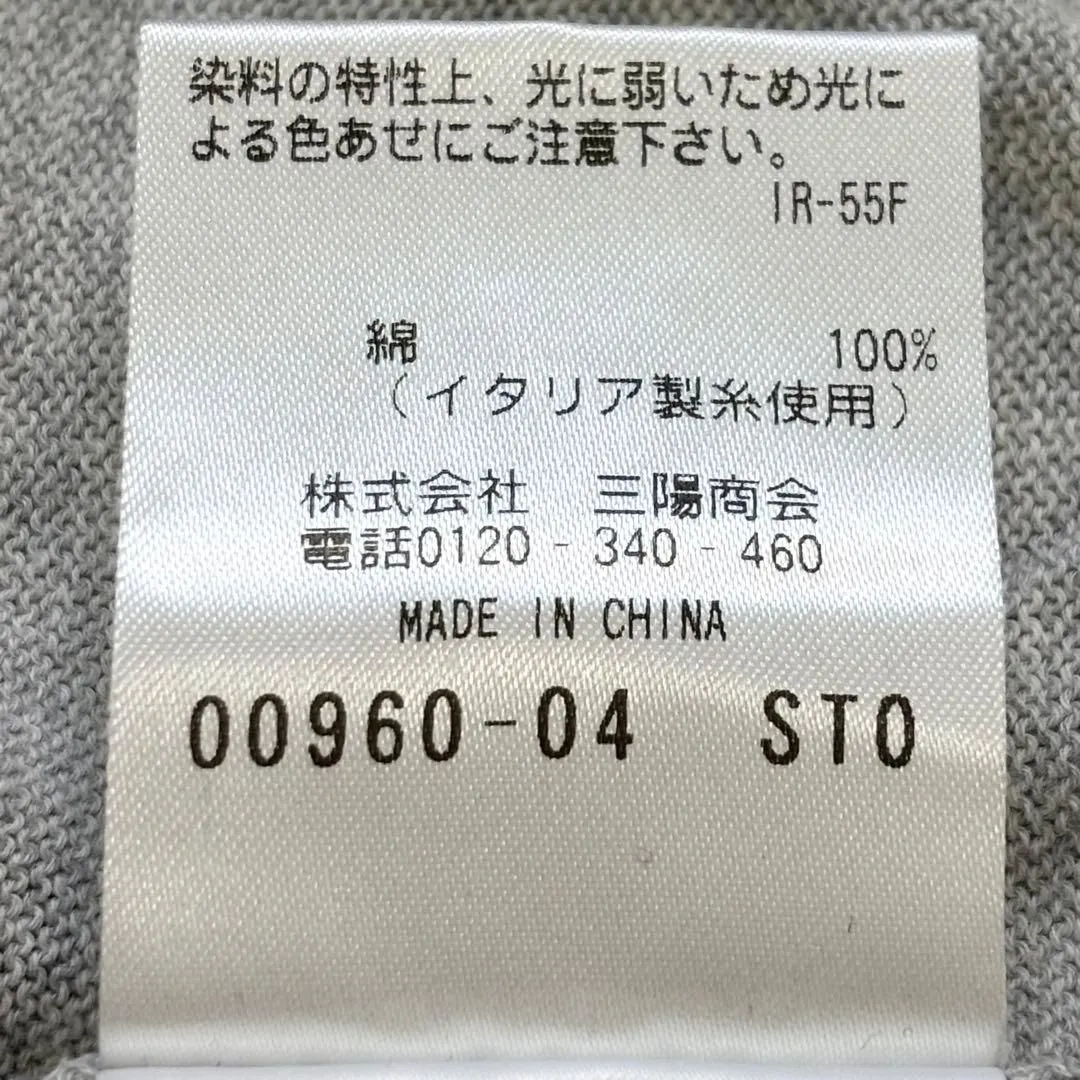 染料の特性上、光に弱いため光に
よる色あせにご注意下さい。
IR-55F
綿 100%
（イタリア製糸使用）
株式会社 三陽商会
電話0120-340-460
MADE IN CHINA
00960-04 STO